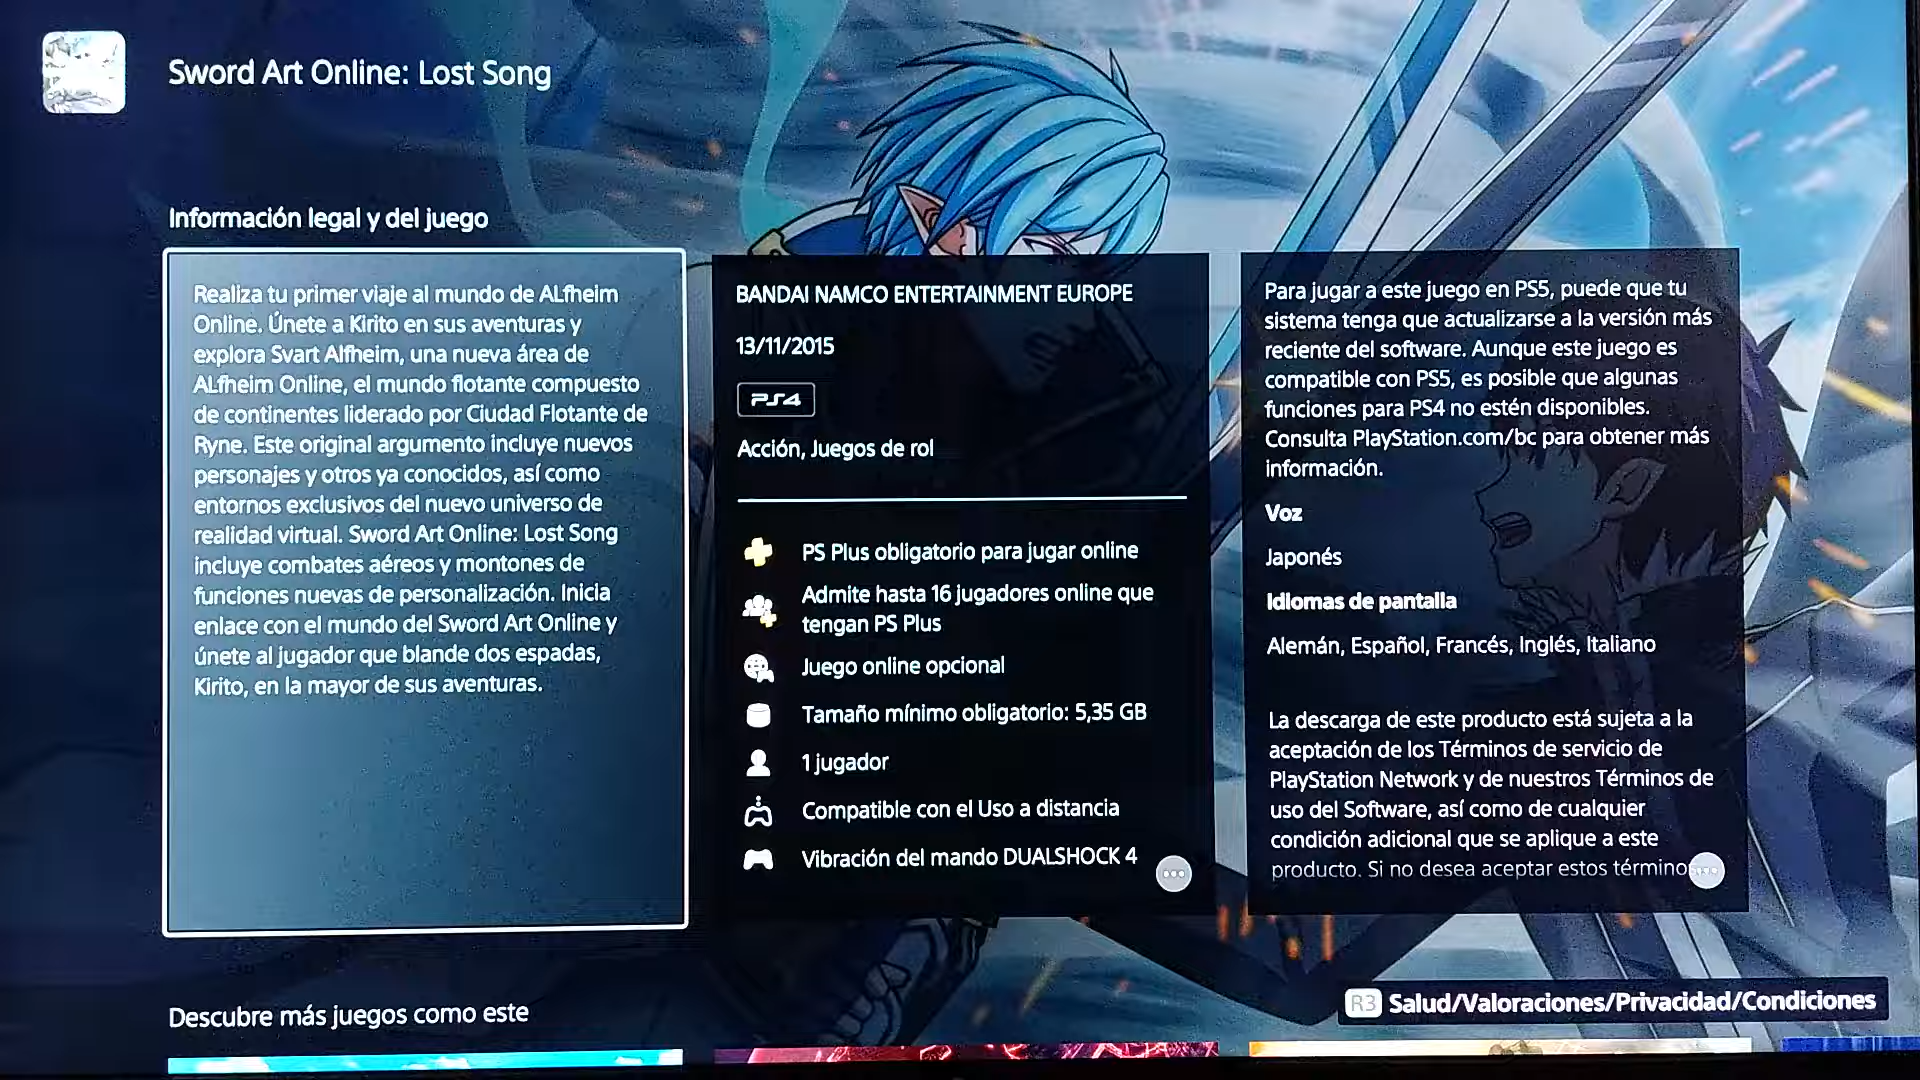 Sword Art Online: Lost Song
Información legal y del juego
Realiza tu primer viaje al mundo de ALfheim
Online. Únete a Kirito en sus aventuras y
explora Svart Alfheim, una nueva área de
ALfheim Online, el mundo flotante compuesto
de continentes liderado por Ciudad Flotante de
Ryne. Este original argumento incluye nuevos
personajes y otros ya conocidos, así como
entornos exclusivos del nuevo universo de
realidad virtual. Sword Art Online: Lost Song
incluye combates aéreos y montones de
funciones nuevas de personalización. Inicia
enlace con el mundo del Sword Art Online y
únete al jugador que blande dos espadas,
Kirito, en la mayor de sus aventuras.
BANDAI NAMCO ENTERTAINMENT EUROPE
13/11/2015
PS4
Acción, Juegos de rol
PS Plus obligatorio para jugar online
Admite hasta 16 jugadores online que
tengan PS Plus
Juego online opcional
Tamaño mínimo obligatorio: 5,35 GB
1 jugador
Compatible con el Uso a distancia
Vibración del mando DUALSHOCK 4
Para jugar a este juego en PS5, puede que tu
sistema tenga que actualizarse a la versión más
reciente del software. Aunque este juego es
compatible con PS5, es posible que algunas
funciones para PS4 no estén disponibles.
Consulta PlayStation.com/bc para obtener más
información.
Voz
Japonés
Idiomas de pantalla
Alemán, Español, Francés, Inglés, Italiano
La descarga de este producto está sujeta a la
aceptación de los Términos de servicio de
PlayStation Network y de nuestros Términos de
uso del Software, así como de cualquier
condición adicional que se aplique a este
producto. Si no desea aceptar estos término
R3 Salud/Valoraciones/Privacidad/Condiciones
Descubre más juegos como este